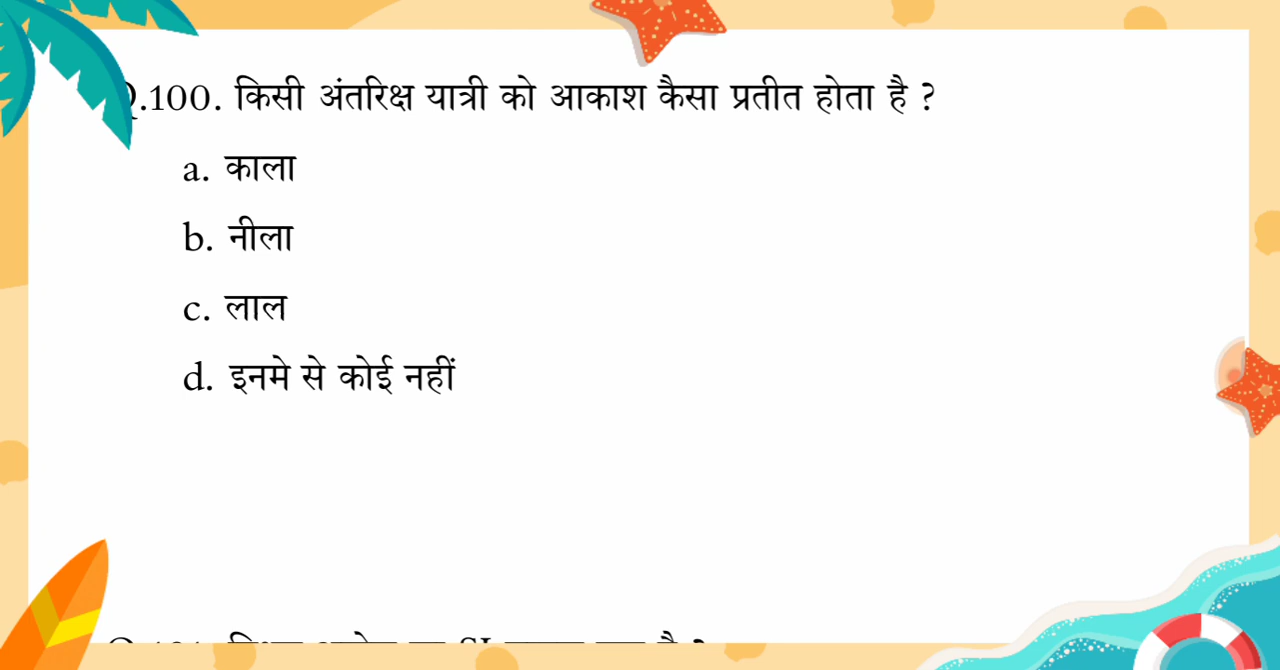 Q.100. किसी अंतरिक्ष यात्री को आकाश कैसा प्रतीत होता है ?
a. काला
b. नीला
c. लाल
d. इनमे से कोई नहीं